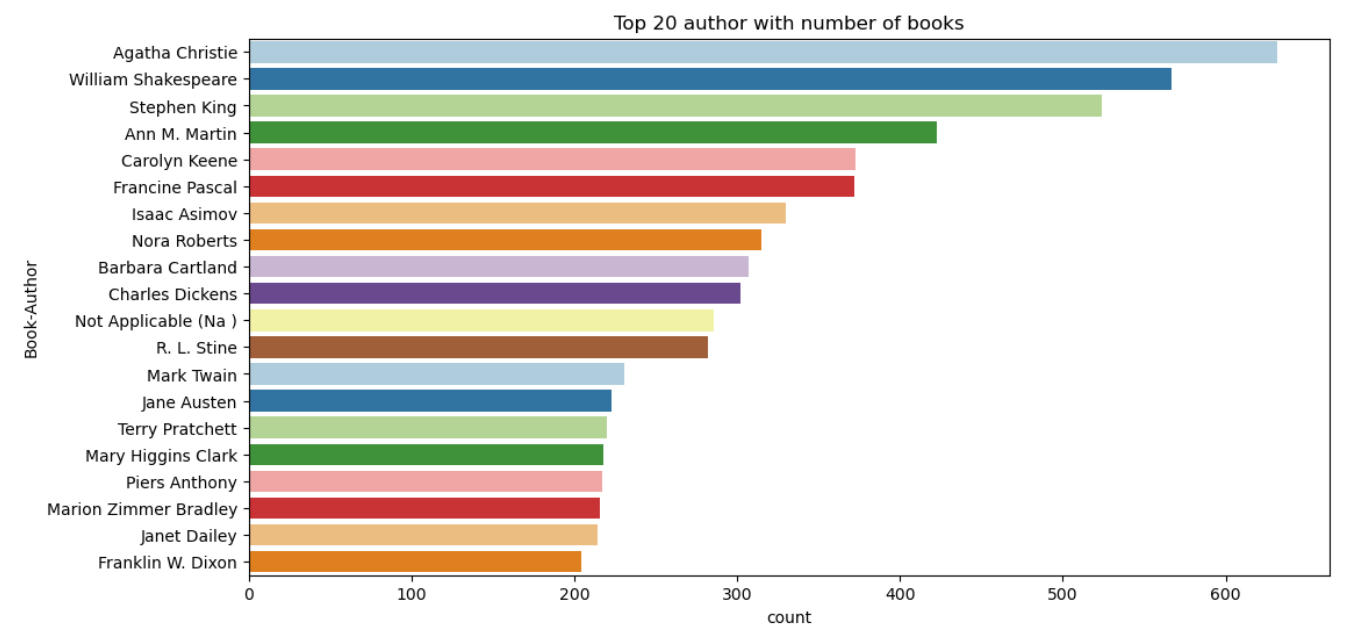 Top 20 author with number of books
Book-Author
Agatha Christie
William Shakespeare
Stephen King
Ann M. Martin
Carolyn Keene
Francine Pascal
Isaac Asimov
Nora Roberts
Barbara Cartland
Charles Dickens
Not Applicable (Na )
R. L. Stine
Mark Twain
Jane Austen
Terry Pratchett
Mary Higgins Clark
Piers Anthony
Marion Zimmer Bradley
Janet Dailey
Franklin W. Dixon
0 100 200 300 400 500 600
count